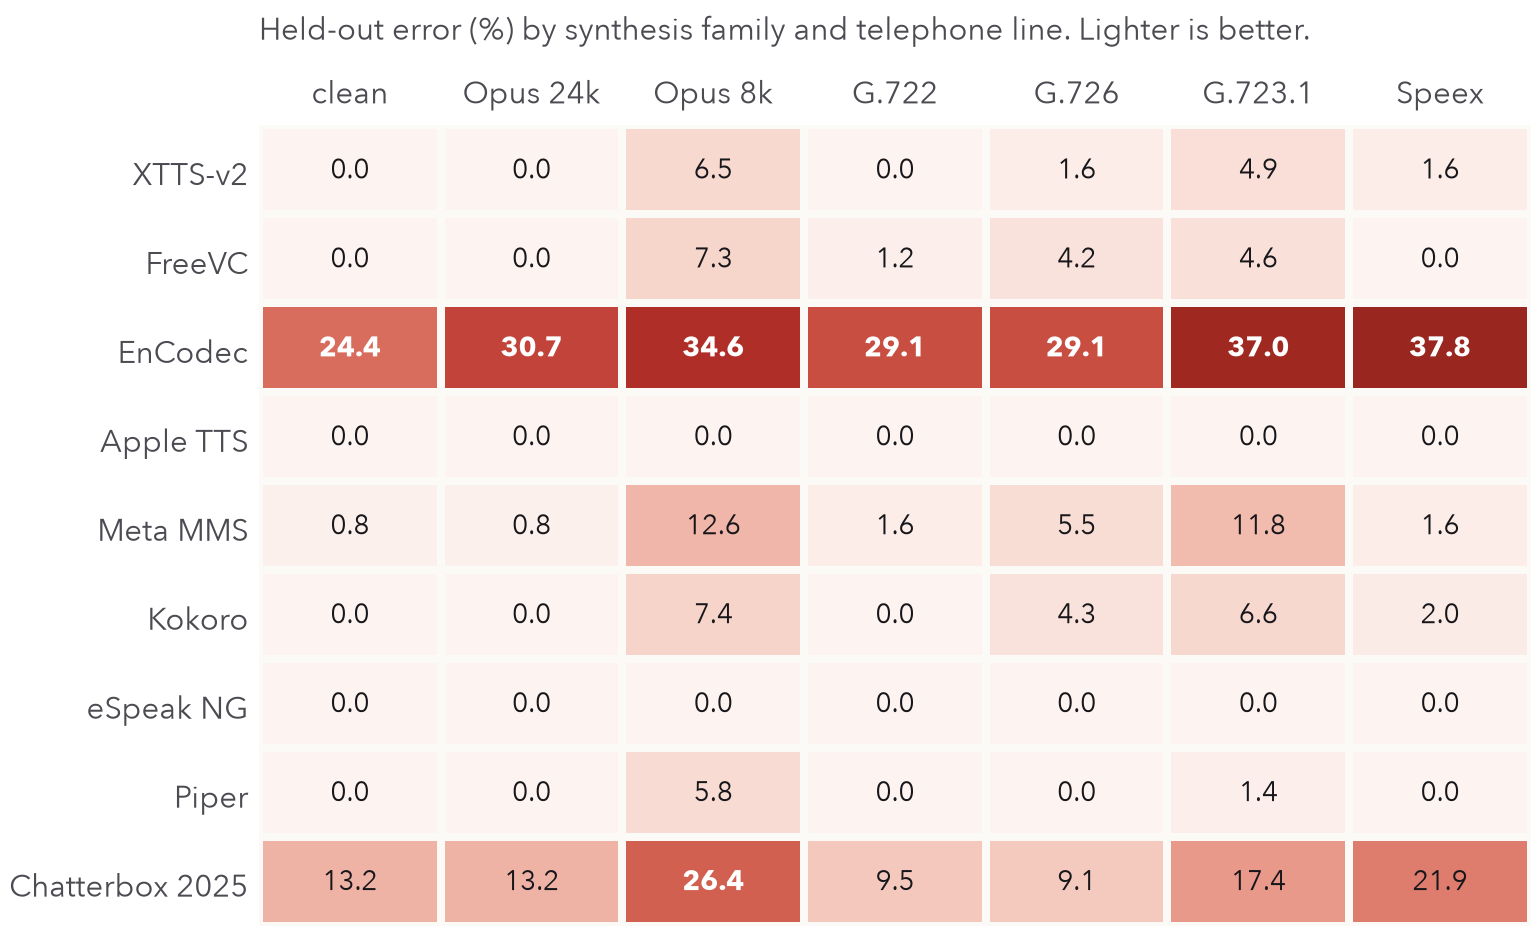 Held-out error (%) by synthesis family and telephone line. Lighter is better.
clean Opus 24k Opus 8k G.722 G.726 G.723.1 Speex
XTTS-v2 0.0 0.0 6.5 0.0 1.6 4.9 1.6
FreeVC 0.0 0.0 7.3 1.2 4.2 4.6 0.0
EnCodec 24.4 30.7 34.6 29.1 29.1 37.0 37.8
Apple TTS 0.0 0.0 0.0 0.0 0.0 0.0 0.0
Meta MMS 0.8 0.8 12.6 1.6 5.5 11.8 1.6
Kokoro 0.0 0.0 7.4 0.0 4.3 6.6 2.0
eSpeak NG 0.0 0.0 0.0 0.0 0.0 0.0 0.0
Piper 0.0 0.0 5.8 0.0 0.0 1.4 0.0
Chatterbox 2025 13.2 13.2 26.4 9.5 9.1 17.4 21.9